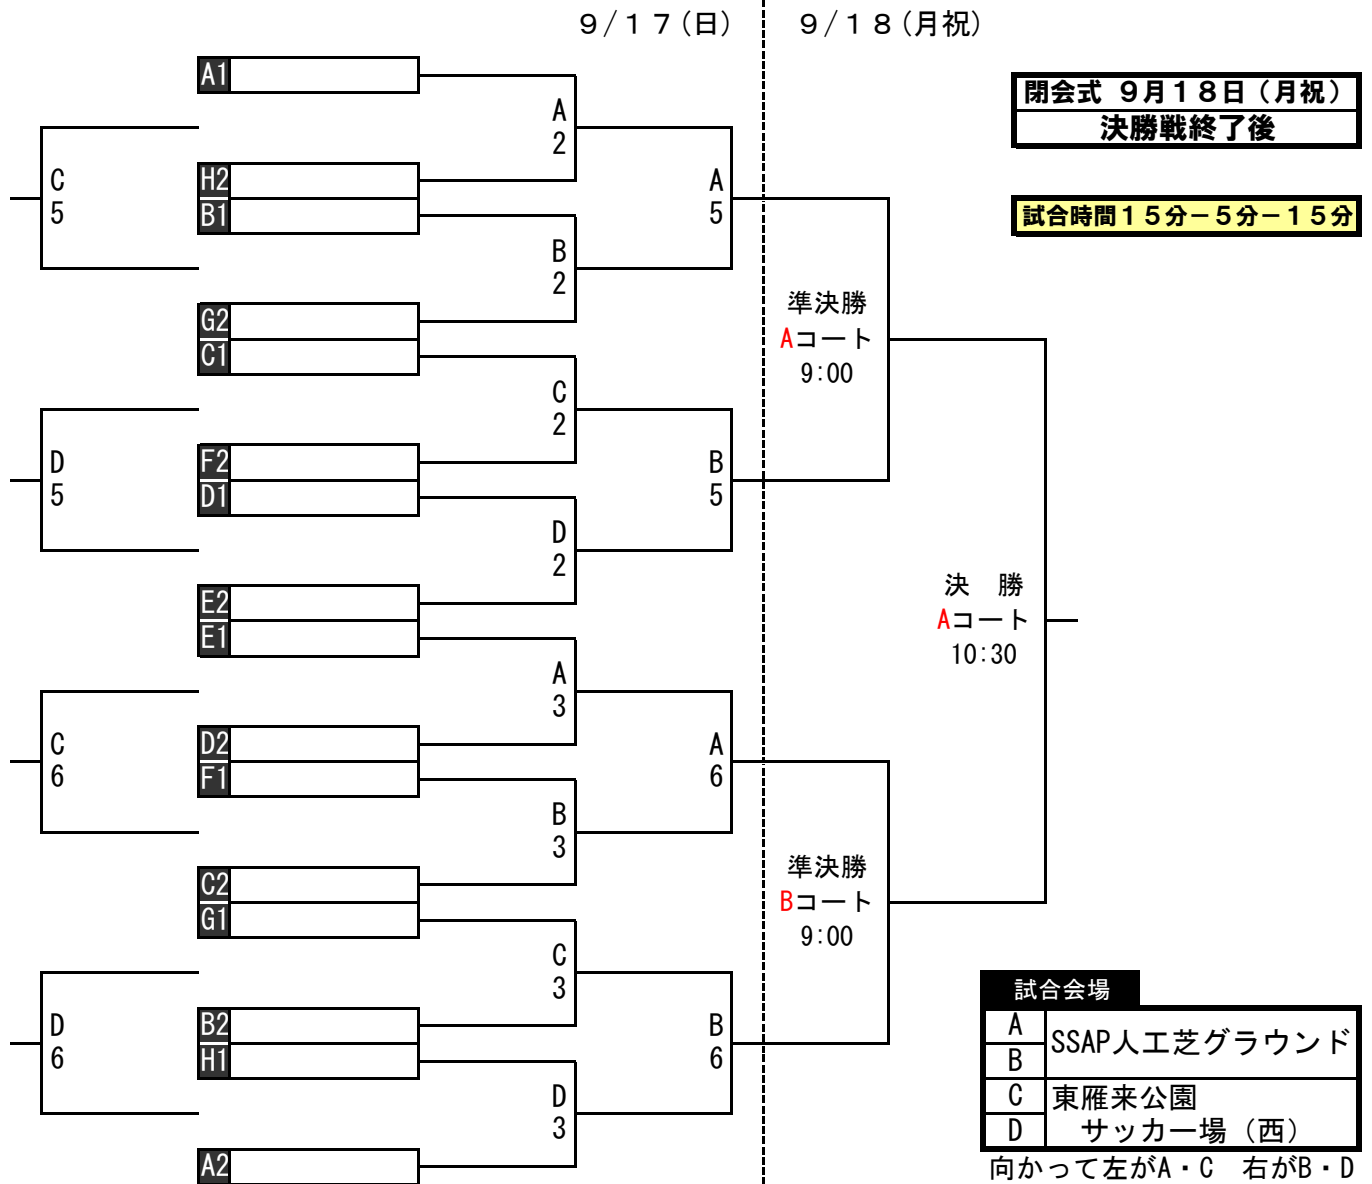 ９/１７(日)
９/１８(月祝)
A1
閉会式 ９月１８日（月祝）
決勝戦終了後
A
2
C
5
H2
B1
A
5
試合時間１５分－５分－１５分
B
2
G2
C1
準決勝
Aコート
9:00
C
2
D
5
F2
D1
B
5
D
2
E2
E1
決　勝
Aコート
10:30
A
3
C
6
D2
F1
A
6
B
3
C2
G1
準決勝
Bコート
9:00
C
3
D
6
B2
H1
B
6
D
3
A2
試合会場
A
B
SSAP人工芝グラウンド
C
D
東雁来公園
サッカー場（西）
向かって左がA・C　右がB・D